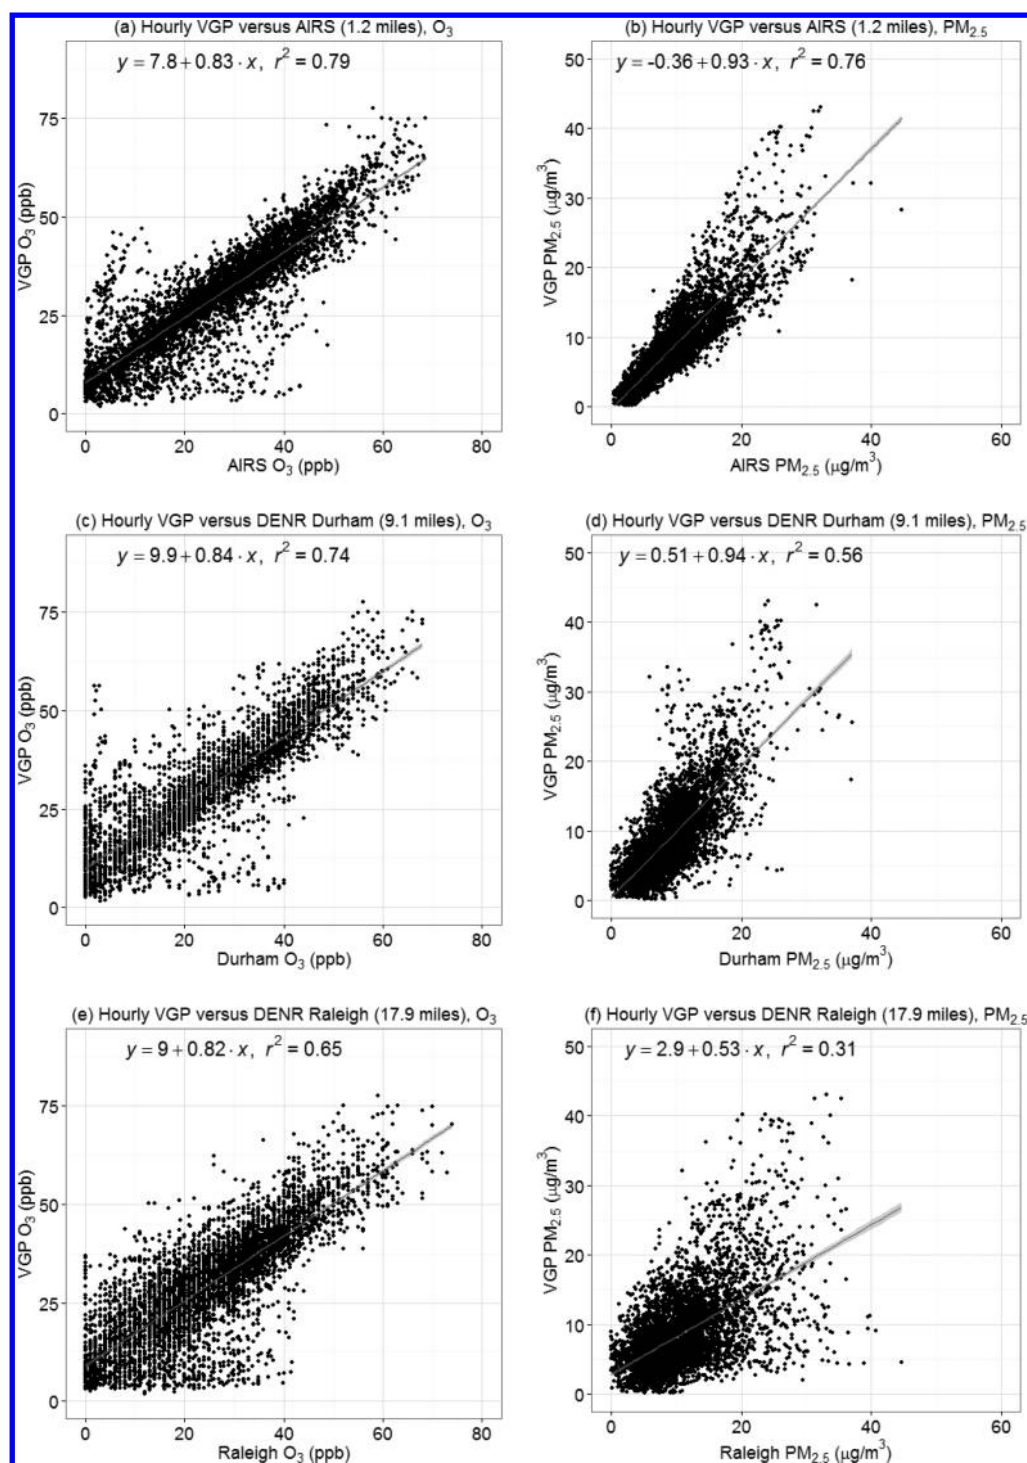 (a) Hourly VGP versus AIRS (1.2 miles), O₃
y = 7.8 + 0.83 · x, r² = 0.79
75
50
25
0
VGP O₃ (ppb)
0 20 40 60 80
AIRS O₃ (ppb)
(b) Hourly VGP versus AIRS (1.2 miles), PM₂.₅
y = -0.36 + 0.93 · x, r² = 0.76
50
40
30
20
10
0
VGP PM₂.₅ (μg/m³)
0 20 40 60
AIRS PM₂.₅ (μg/m³)
(c) Hourly VGP versus DENR Durham (9.1 miles), O₃
y = 9.9 + 0.84 · x, r² = 0.74
75
50
25
0
VGP O₃ (ppb)
0 20 40 60 80
Durham O₃ (ppb)
(d) Hourly VGP versus DENR Durham (9.1 miles), PM₂.₅
y = 0.51 + 0.94 · x, r² = 0.56
50
40
30
20
10
0
VGP PM₂.₅ (μg/m³)
0 20 40 60
Durham PM₂.₅ (μg/m³)
(e) Hourly VGP versus DENR Raleigh (17.9 miles), O₃
y = 9 + 0.82 · x, r² = 0.65
75
50
25
0
VGP O₃ (ppb)
0 20 40 60 80
Raleigh O₃ (ppb)
(f) Hourly VGP versus DENR Raleigh (17.9 miles), PM₂.₅
y = 2.9 + 0.53 · x, r² = 0.31
50
40
30
20
10
0
VGP PM₂.₅ (μg/m³)
0 20 40 60
Raleigh PM₂.₅ (μg/m³)